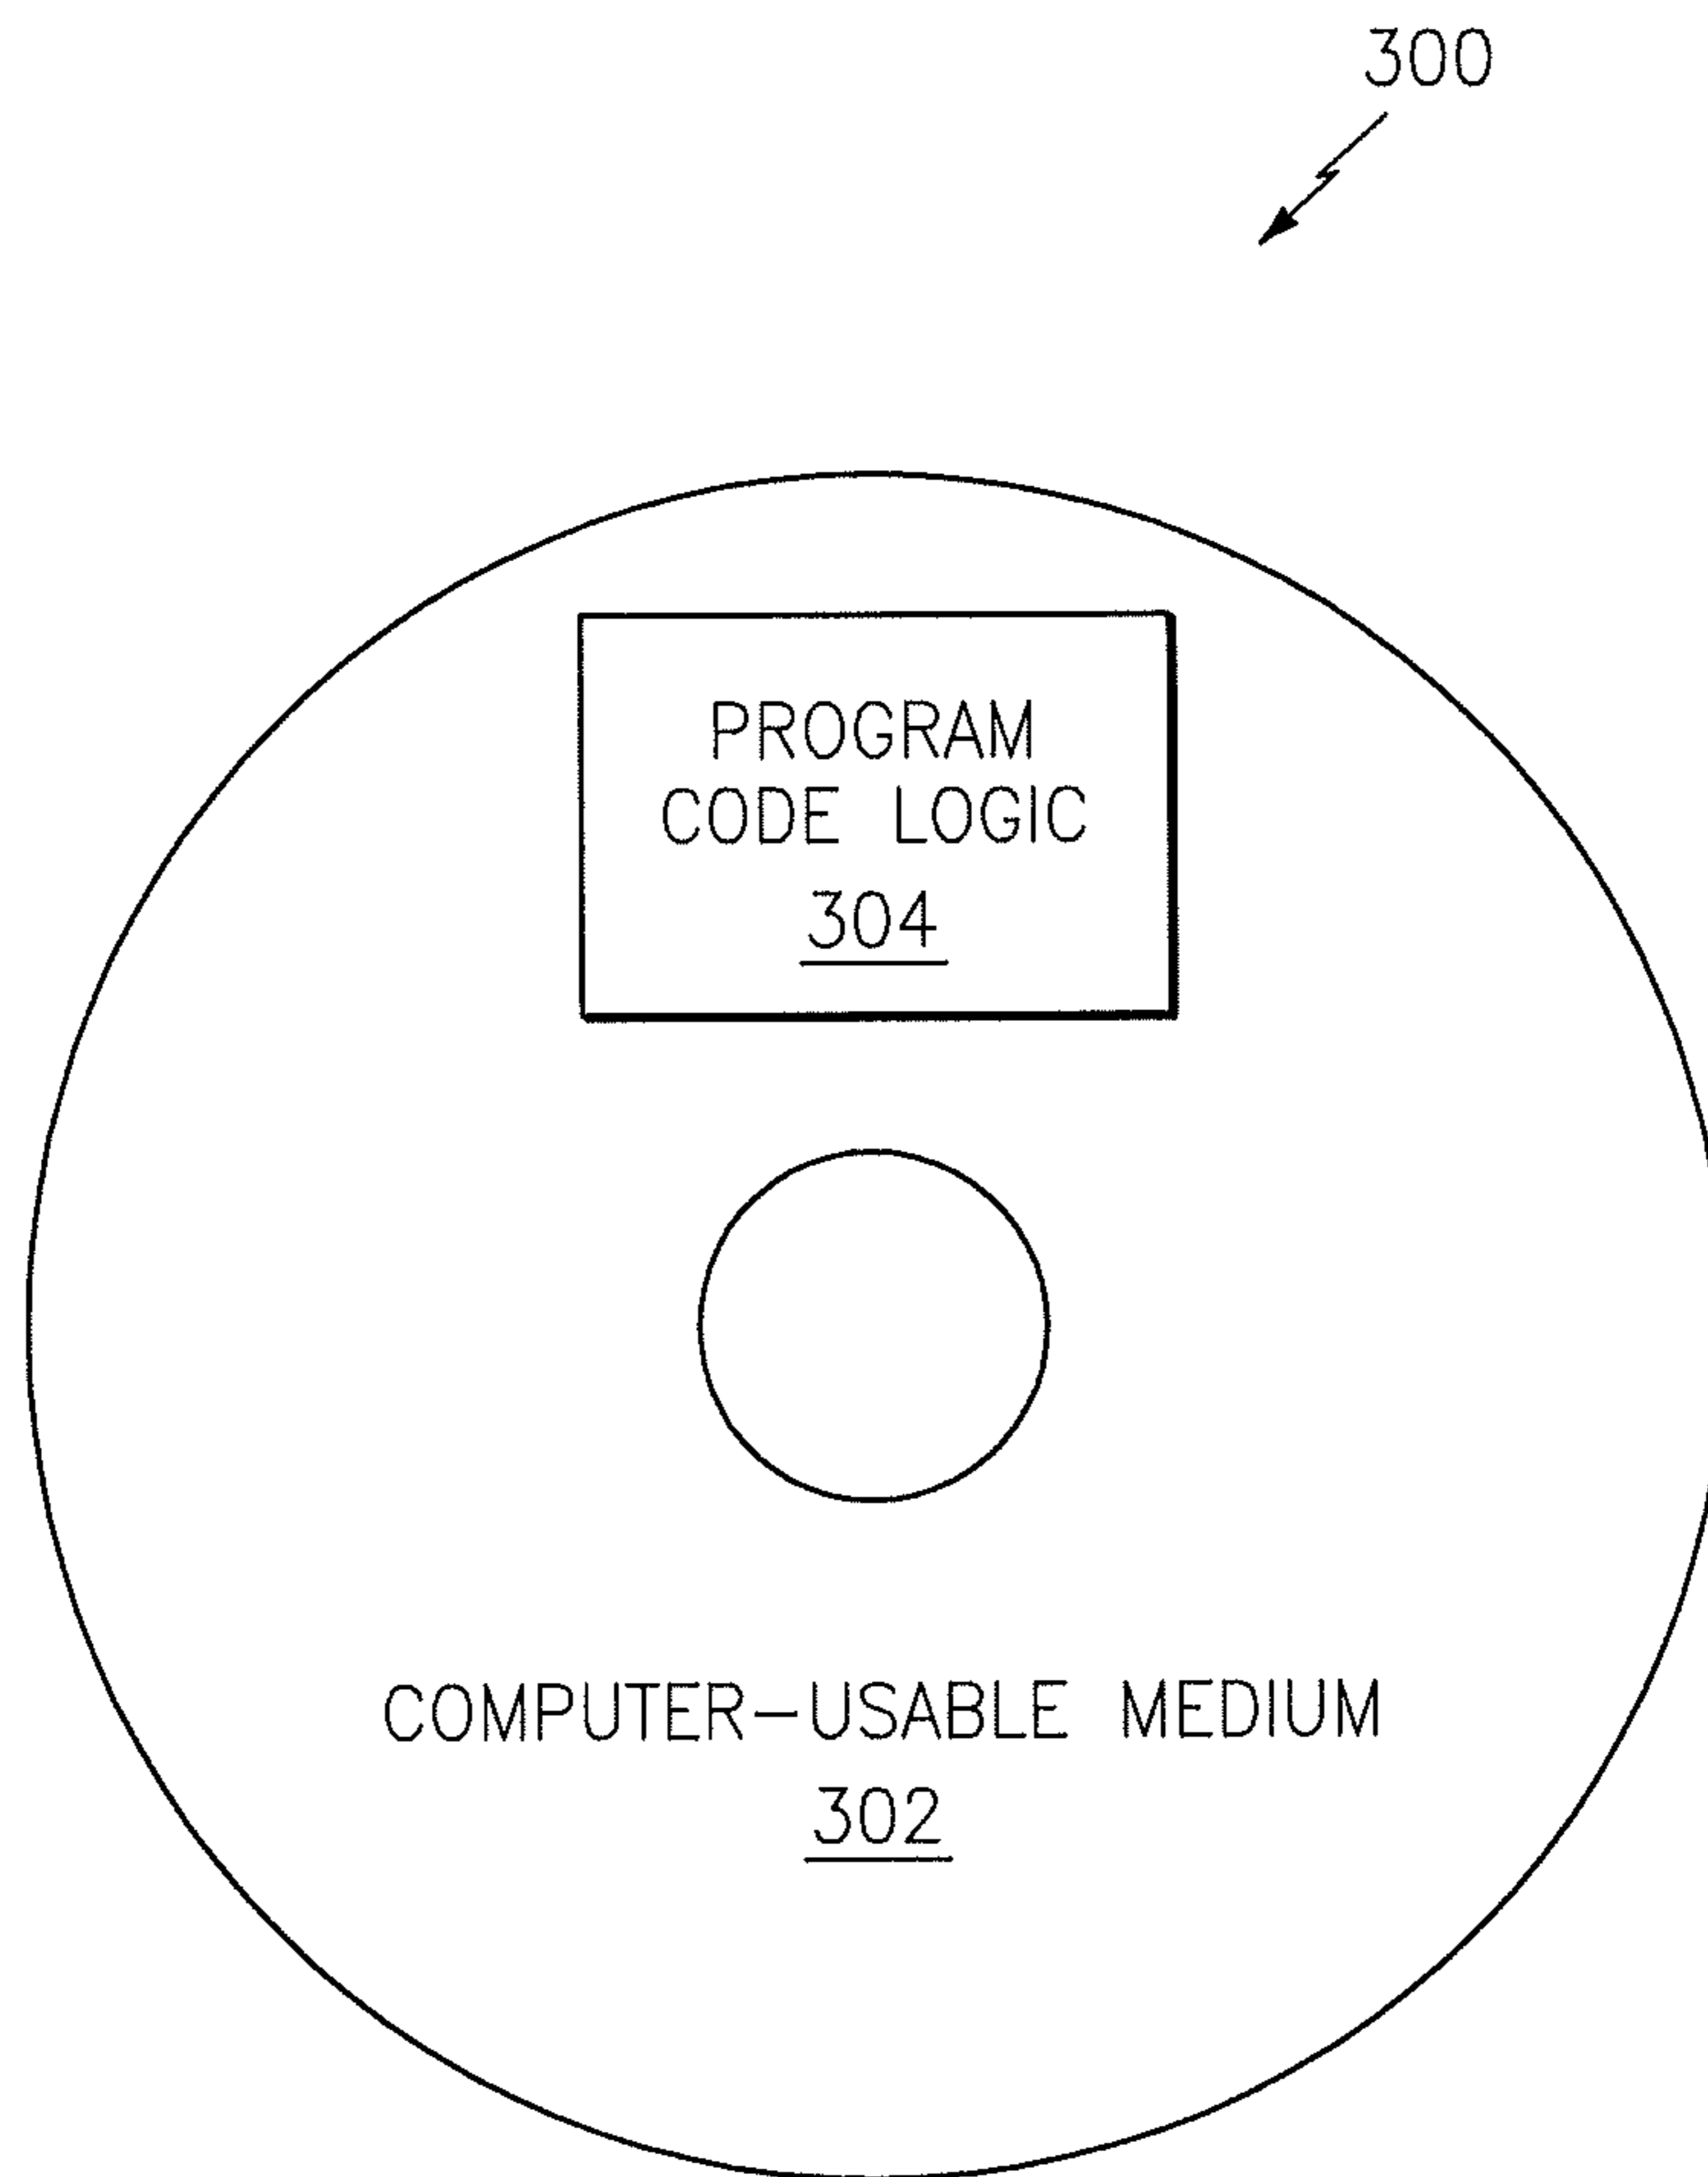 300
PROGRAM
CODE LOGIC
304
COMPUTER-USABLE MEDIUM
302